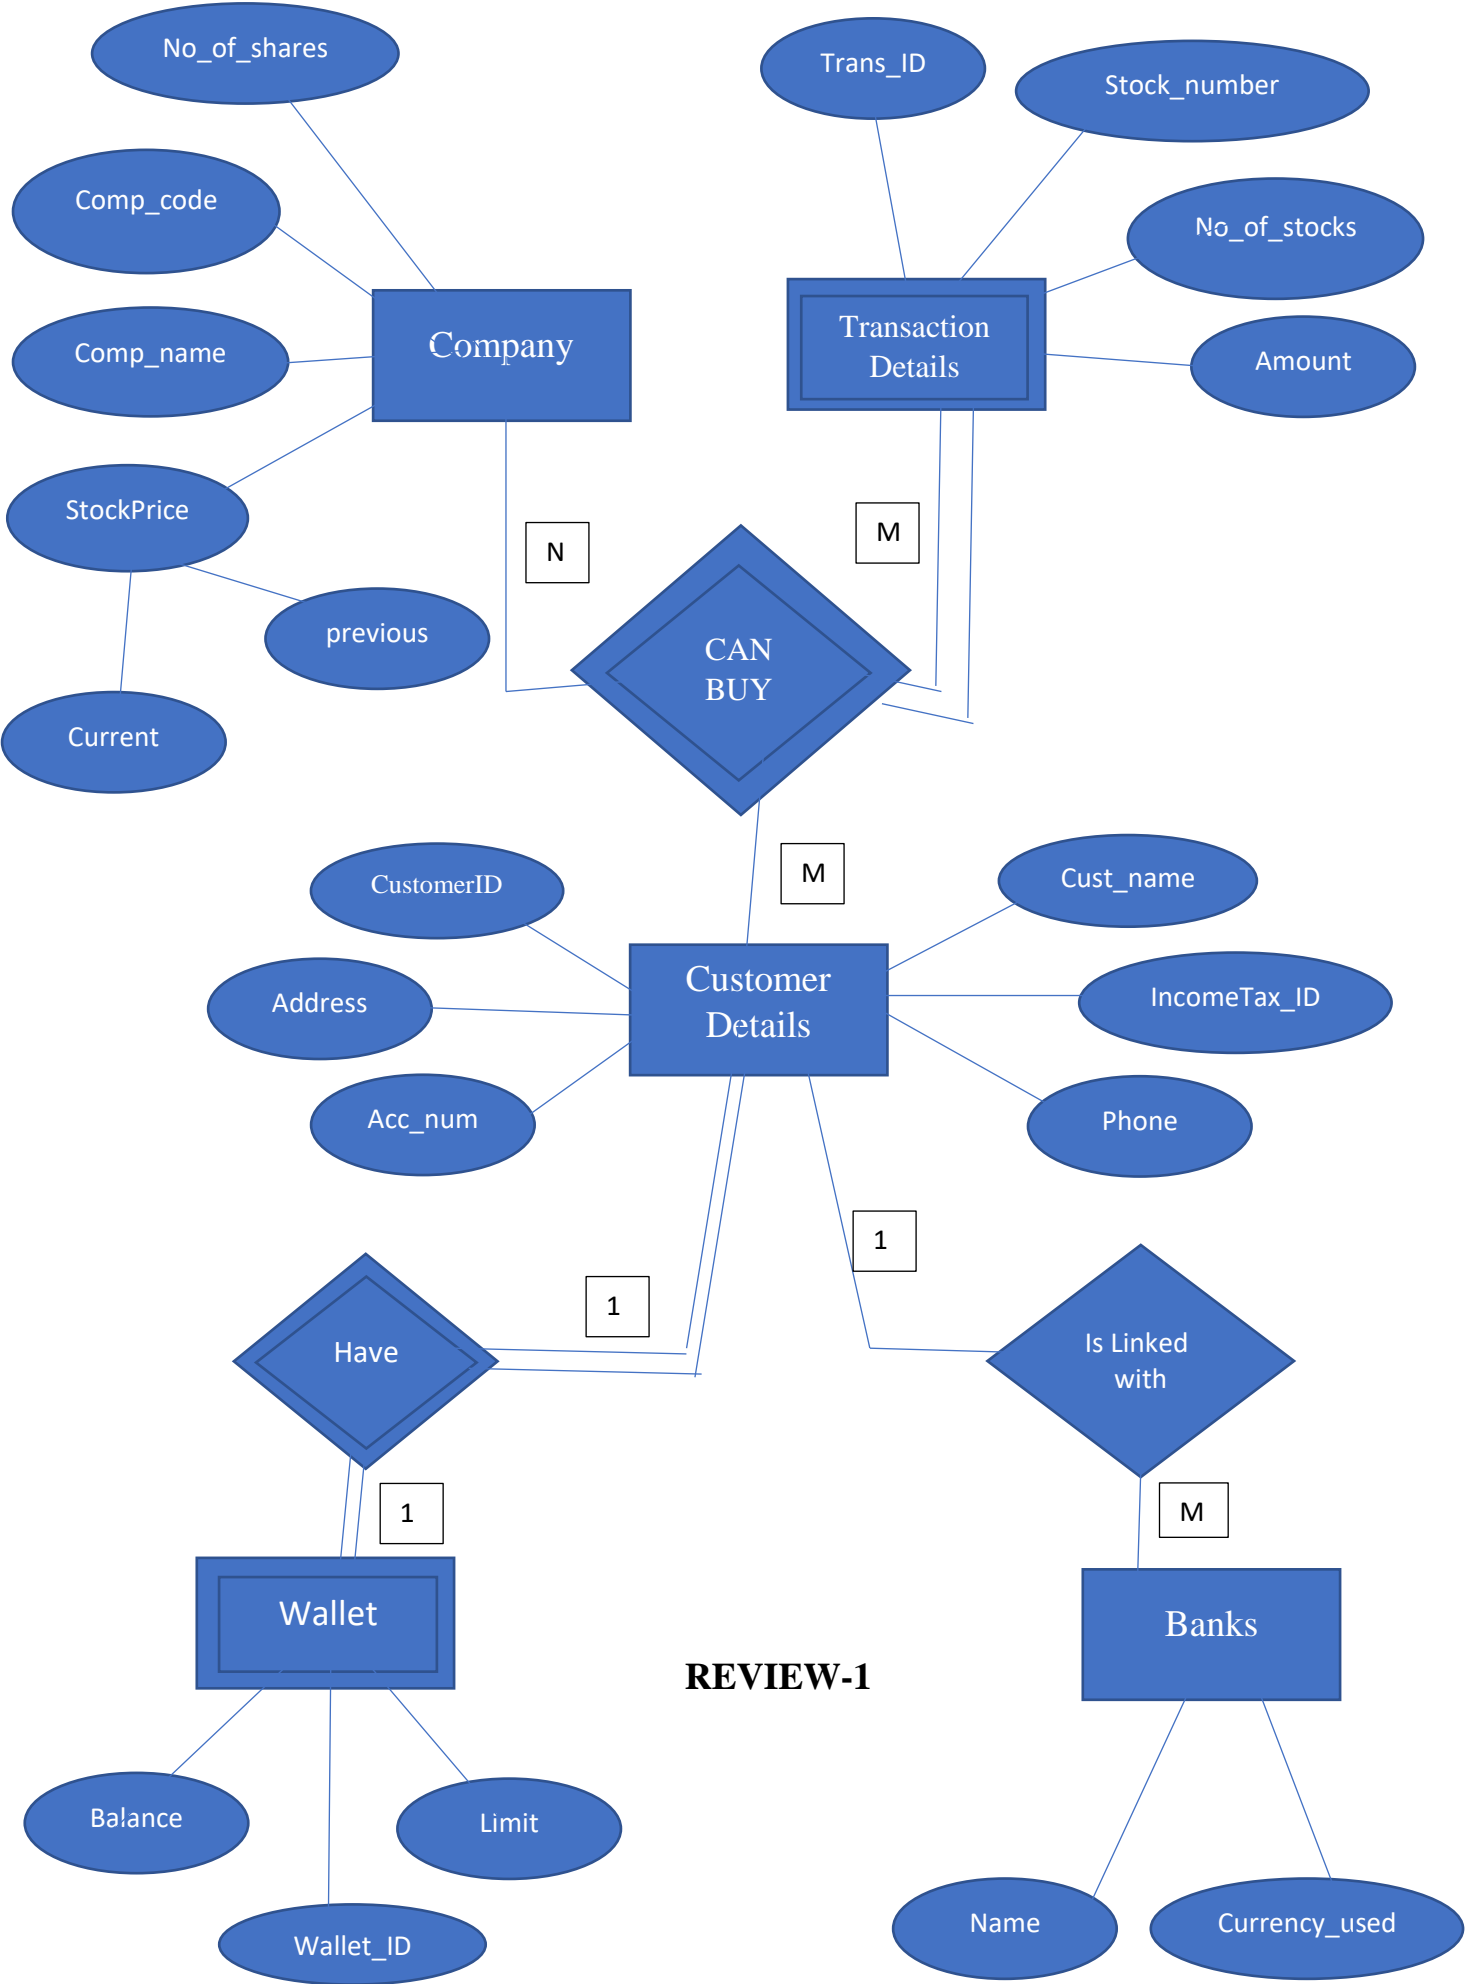 No_of_shares
Trans_ID
Stock_number
Comp_code
No_of_stocks
Company
Transaction
Details
Comp_name
Amount
StockPrice
N
M
previous
CAN
BUY
Current
M
CustomerID
Cust_name
Customer
Details
Address
IncomeTax_ID
Acc_num
Phone
1
1
Have
Is Linked
with
1
M
Wallet
Banks
REVIEW-1
Balance
Limit
Wallet_ID
Name
Currency_used